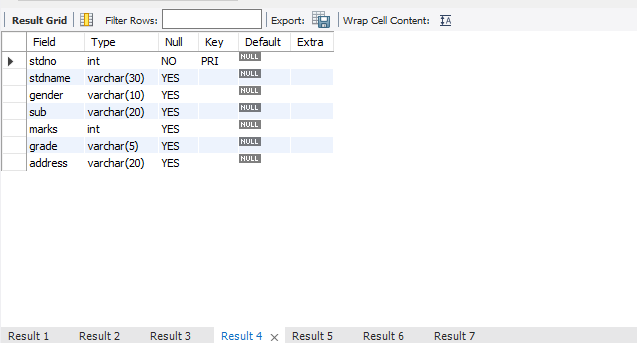 Result Grid Filter Rows: Export: Wrap Cell Content: IA
Field Type Null Key Default Extra
stdno int NO PRI NULL
stdname varchar(30) YES NULL
gender varchar(10) YES NULL
sub varchar(20) YES NULL
marks int YES NULL
grade varchar(5) YES NULL
address varchar(20) YES NULL
Result 1 Result 2 Result 3 Result 4 × Result 5 Result 6 Result 7